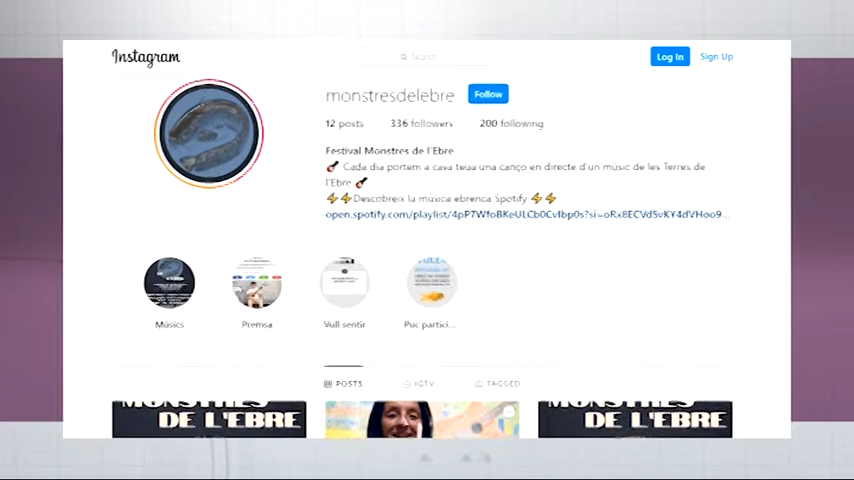 Instagram
Search
Log In
Sign Up
monstresdelebre
Follow
12 posts 336 followers 200 following
Festival Monstres de l'Ebre
Cada dia portem a casa teua una cançó en directe d'un music de les Terres de
l'Ebre
Descobreix la música ebrenca Spotify
Músics
Premsa
Vull sentir
Puc partici...
POSTS
IGTV
TAGGED
MONSTRES
DE L'EBRE
MONSTRES
DE L'EBRE